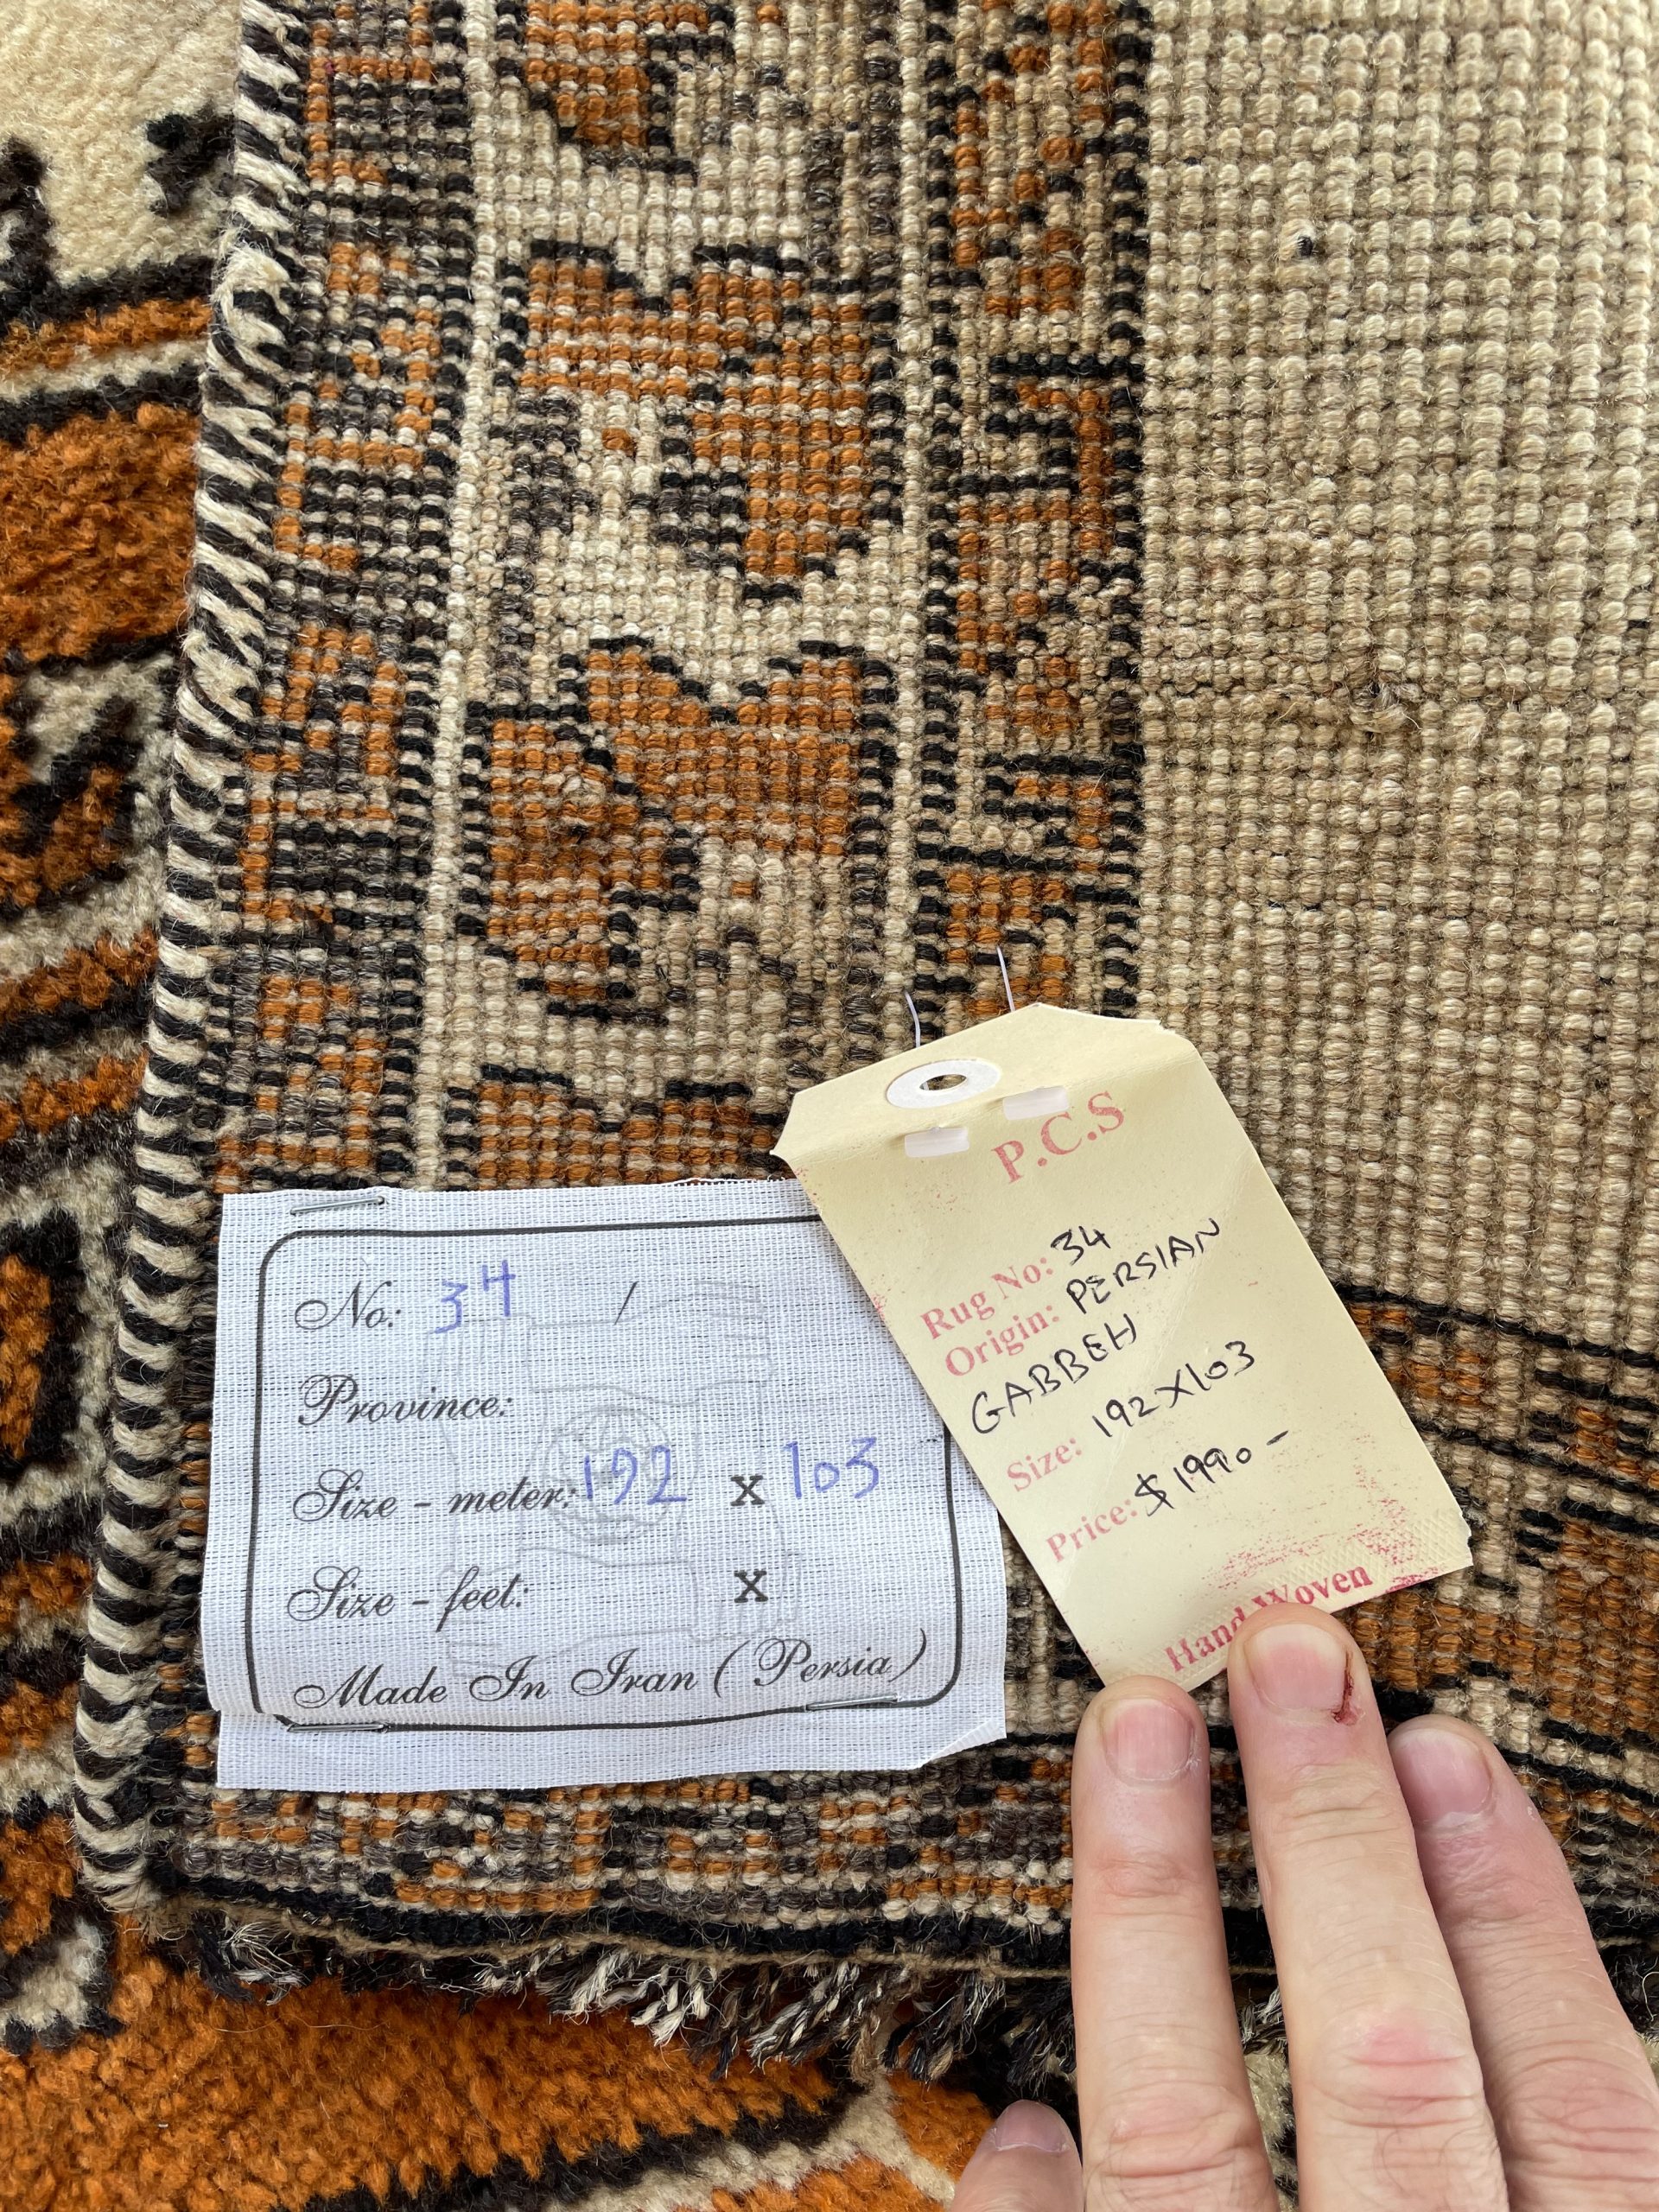 No: 34 /
Province:
Size - meter: 192 x 103
Size - feet: x
Made In Iran ( Persia )
P.C.S
Rug No: 34
Origin: PERSIAN
GABBEH
Size: 192X103
Price: $1990-
Hand Woven